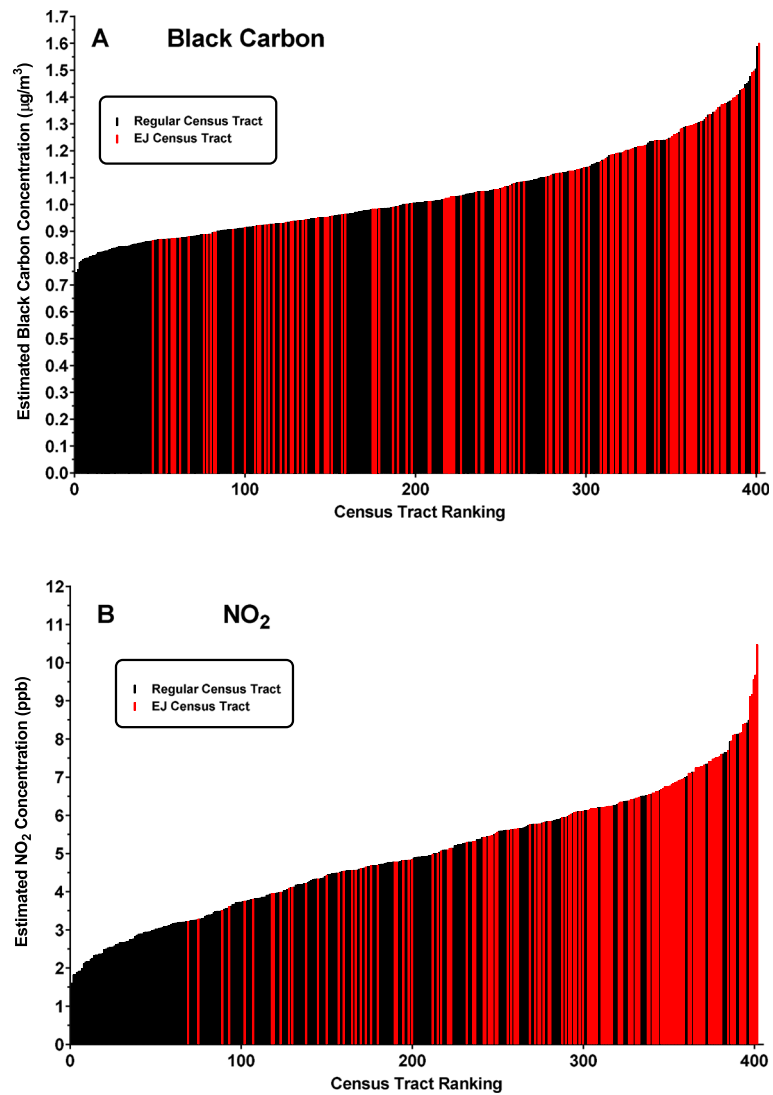 A Black Carbon
Estimated Black Carbon Concentration (µg/m³)
1.7
1.6
1.5
1.4
1.3
1.2
1.1
1.0
0.9
0.8
0.7
0.6
0.5
0.4
0.3
0.2
0.1
0.0
Regular Census Tract
EJ Census Tract
0 100 200 300 400
Census Tract Ranking
B NO₂
Estimated NO₂ Concentration (ppb)
12
11
10
9
8
7
6
5
4
3
2
1
0
Regular Census Tract
EJ Census Tract
0 100 200 300 400
Census Tract Ranking